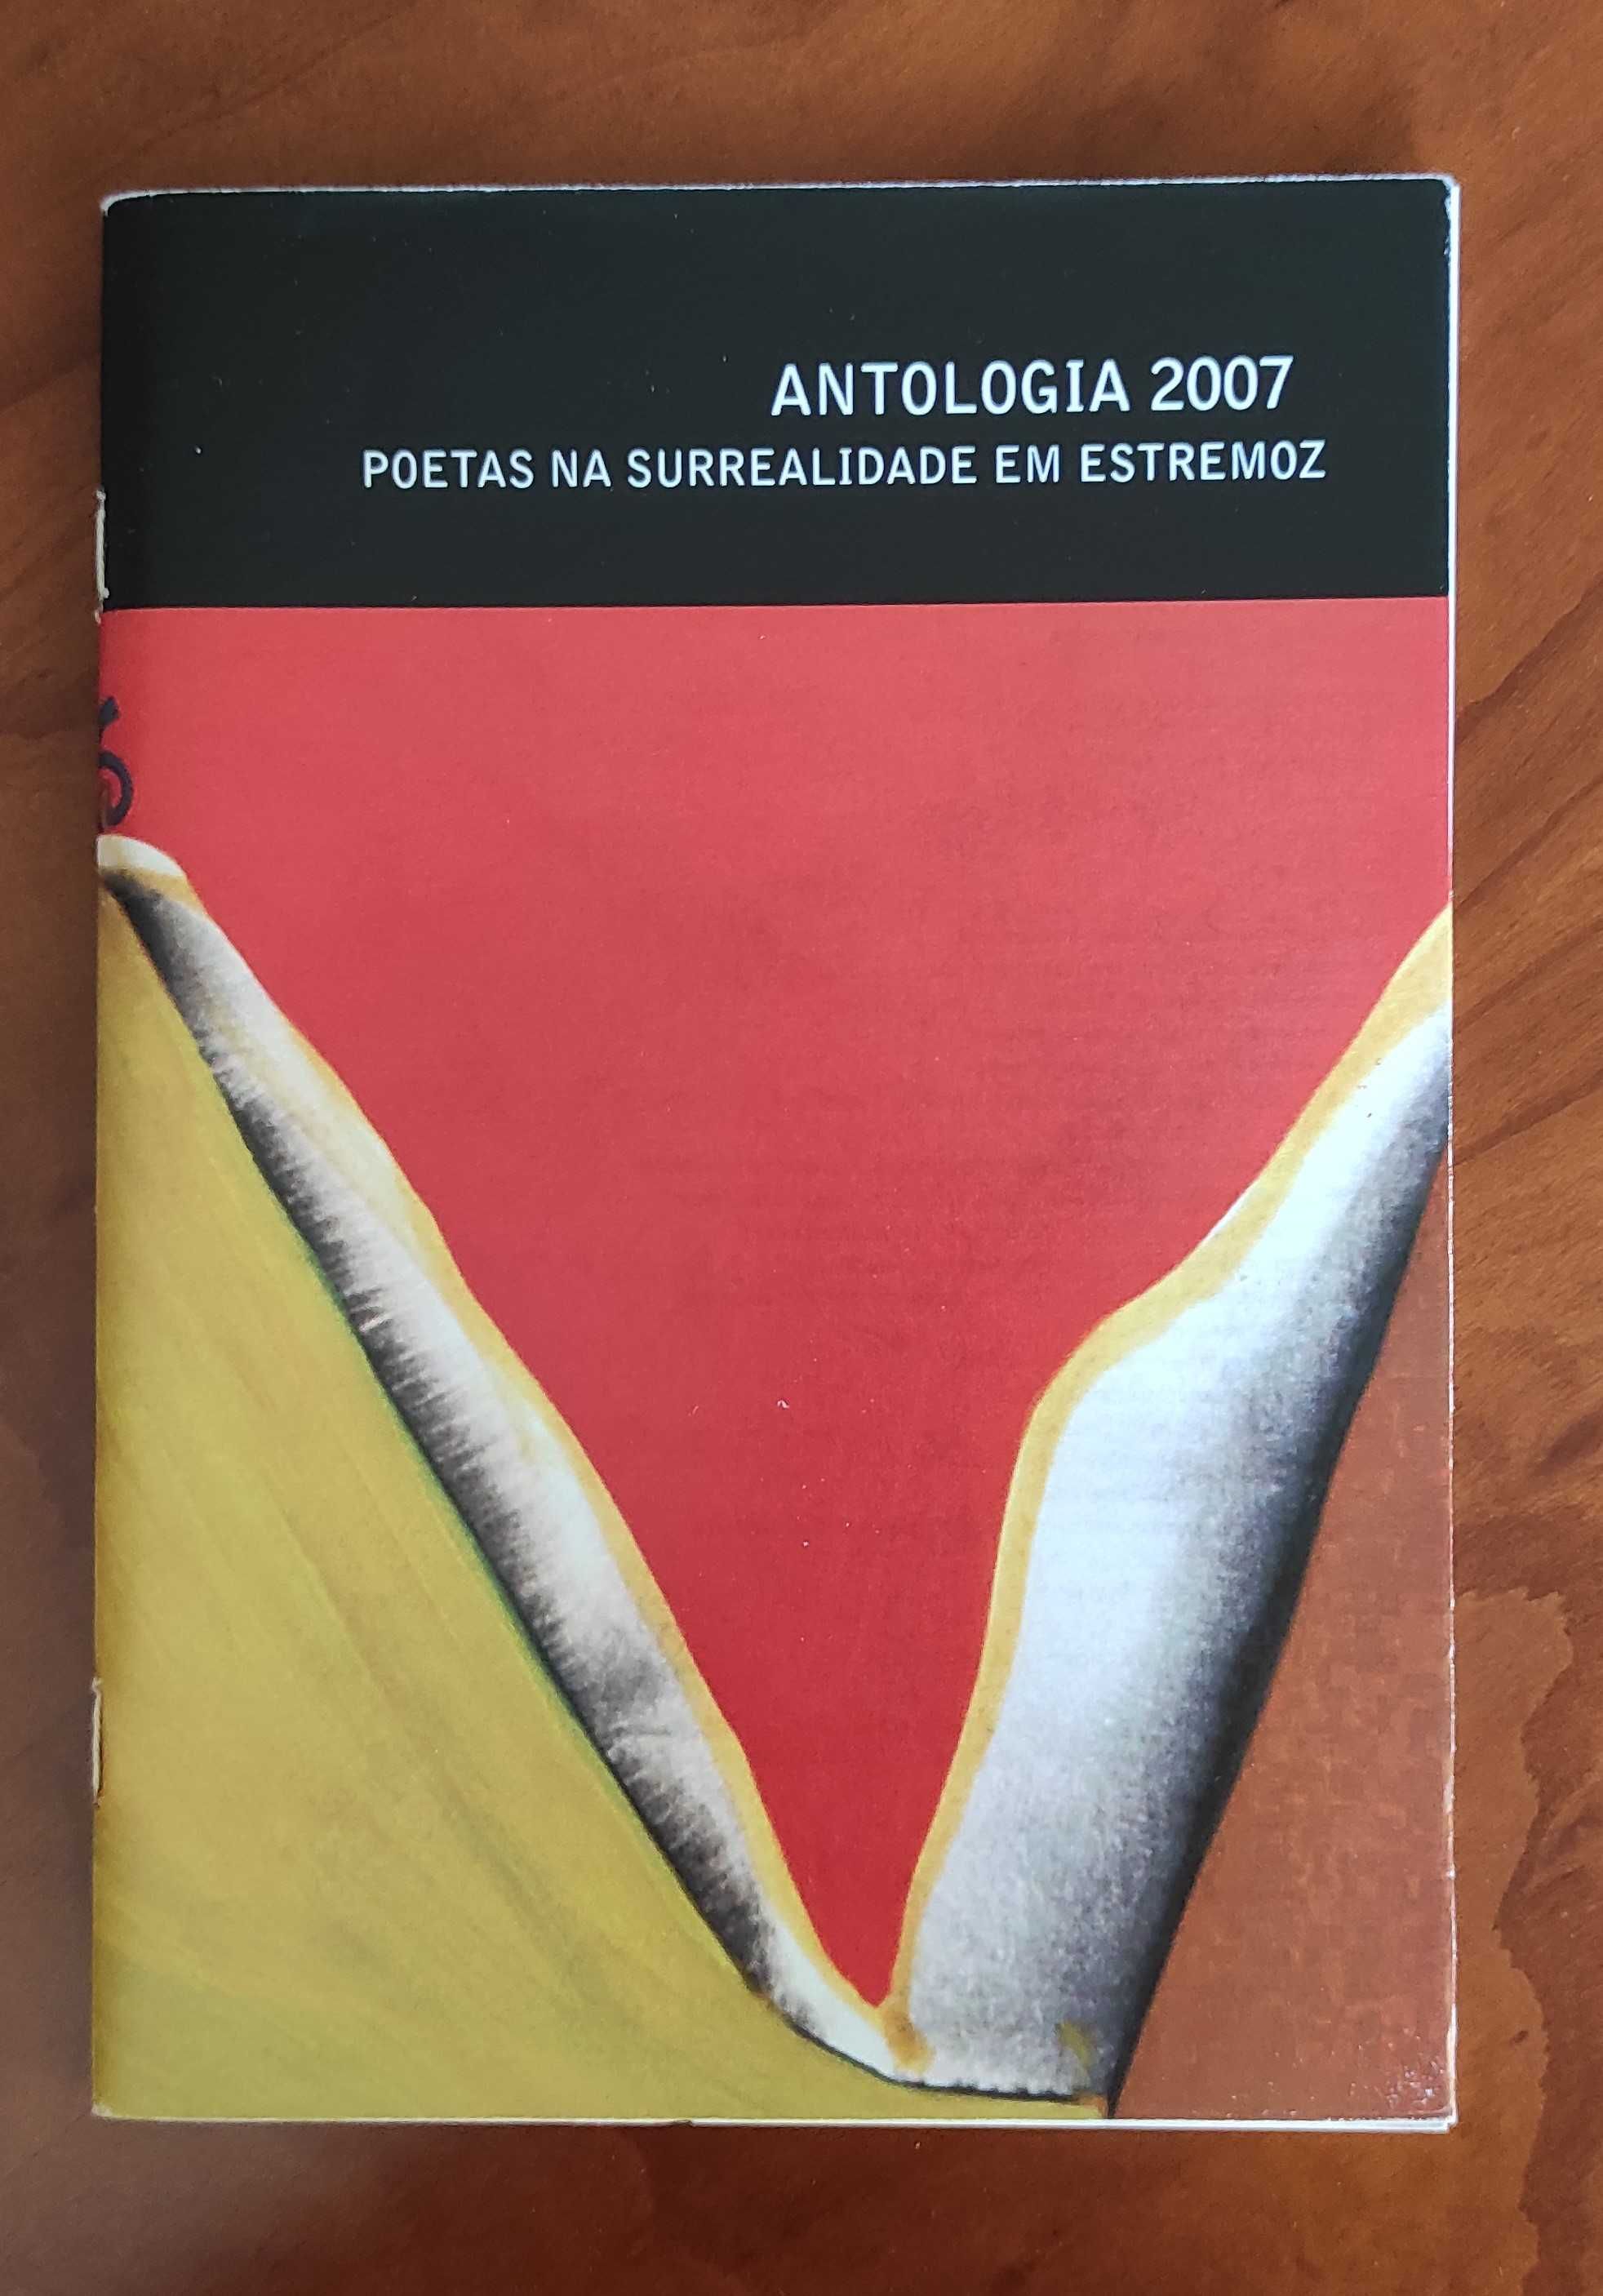 ANTOLOGIA 2007
POETAS NA SURREALIDADE EM ESTREMOZ